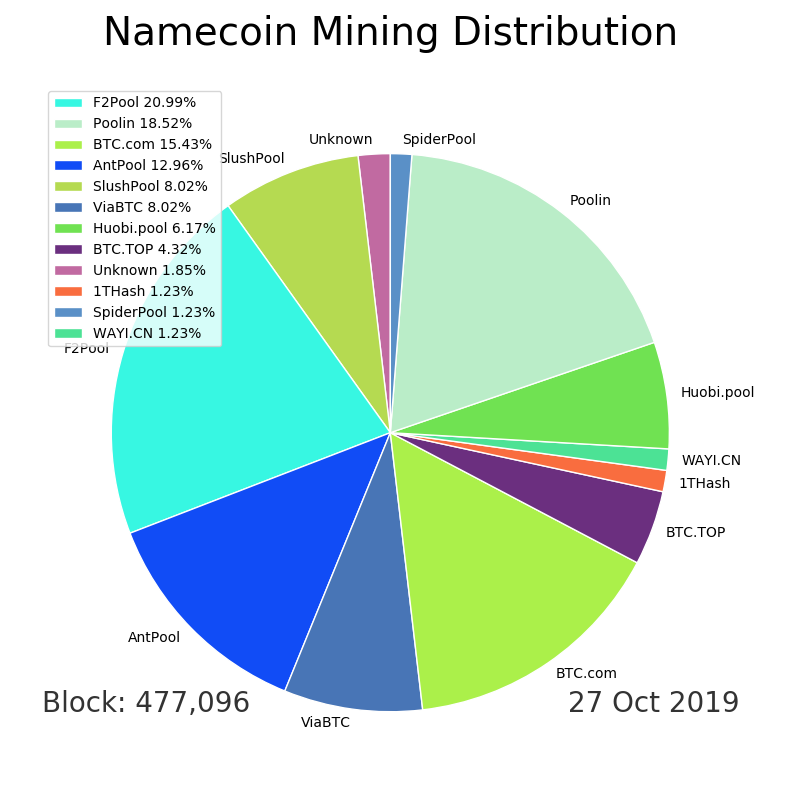 Namecoin Mining Distribution
F2Pool 20.99%
Poolin 18.52%
BTC.com 15.43%
AntPool 12.96%
SlushPool 8.02%
ViaBTC 8.02%
Huobi.pool 6.17%
BTC.TOP 4.32%
Unknown 1.85%
1THash 1.23%
SpiderPool 1.23%
WAYI.CN 1.23%
Unknown
SpiderPool
SlushPool
Poolin
F2Pool
Huobi.pool
WAYI.CN
1THash
BTC.TOP
AntPool
BTC.com
ViaBTC
Block: 477,096
27 Oct 2019